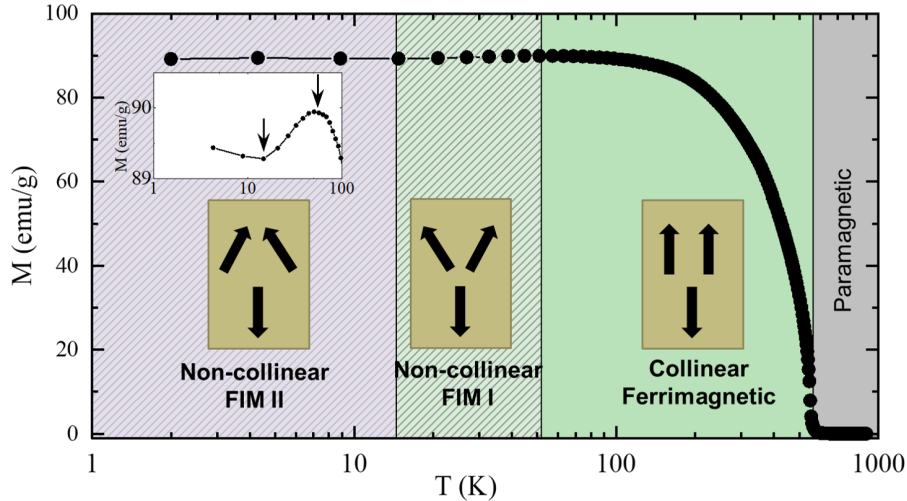 100
80
60
40
20
0
M (emu/g)
90
89
M (emu/g)
1
10
100
Non-collinear
FIM II
Non-collinear
FIM I
Collinear
Ferrimagnetic
Paramagnetic
1
10
100
1000
T (K)